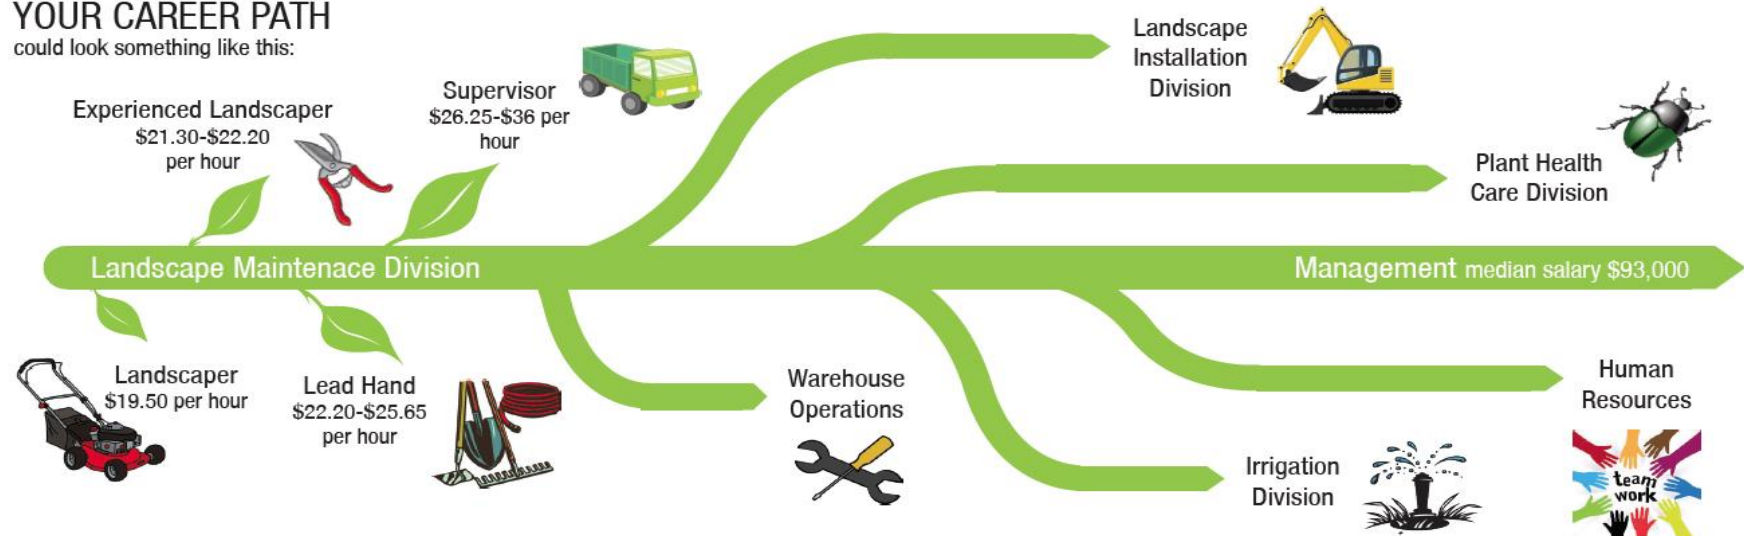 YOUR CAREER PATH
could look something like this:
Experienced Landscaper
$21.30-$22.20
per hour
Supervisor
$26.25-$36 per
hour
Landscape
Installation
Division
Plant Health
Care Division
Landscape Maintenace Division
Management median salary $93,000
Landscaper
$19.50 per hour
Lead Hand
$22.20-$25.65
per hour
Warehouse
Operations
Irrigation
Division
Human
Resources
team
work